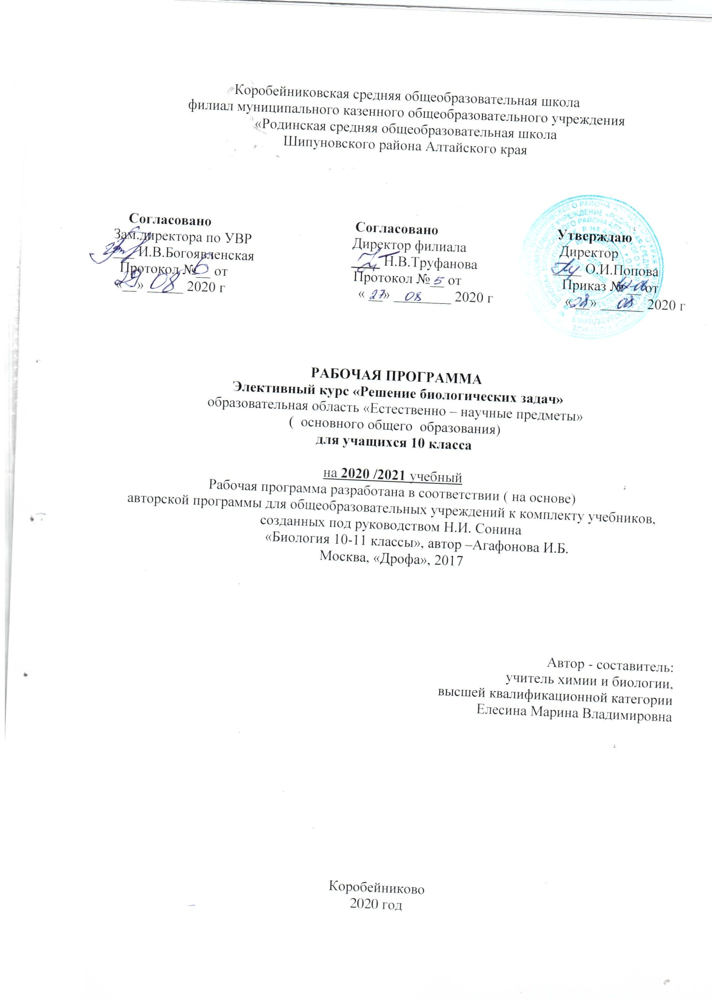 Коробейниковская средняя общеобразовательная школа
филиал муниципального казенного общеобразовательного учреждения
«Родинская средняя общеобразовательная школа
Шипуновского района Алтайского края
Согласовано
Зам.директора по УВР
___И.В.Богоявленская
Протокол № 6 от
«29» 08 2020 г
Согласовано
Директор филиала
____ Н.В.Труфанова
Протокол № 5 от
« 27» 08 2020 г
Утверждаю
Директор
____ О.И.Попова
Приказ № от
«28» 08 2020 г
РАБОЧАЯ ПРОГРАММА
Элективный курс «Решение биологических задач»
образовательная область «Естественно – научные предметы»
( основного общего образования)
для учащихся 10 класса
на 2020 /2021 учебный
Рабочая программа разработана в соответствии ( на основе)
авторской программы для общеобразовательных учреждений к комплекту учебников,
созданных под руководством Н.И. Сонина
«Биология 10-11 классы», автор –Агафонова И.Б.
Москва, «Дрофа», 2017
Автор - составитель:
учитель химии и биологии,
высшей квалификационной категории
Елесина Марина Владимировна
Коробейниково
2020 год